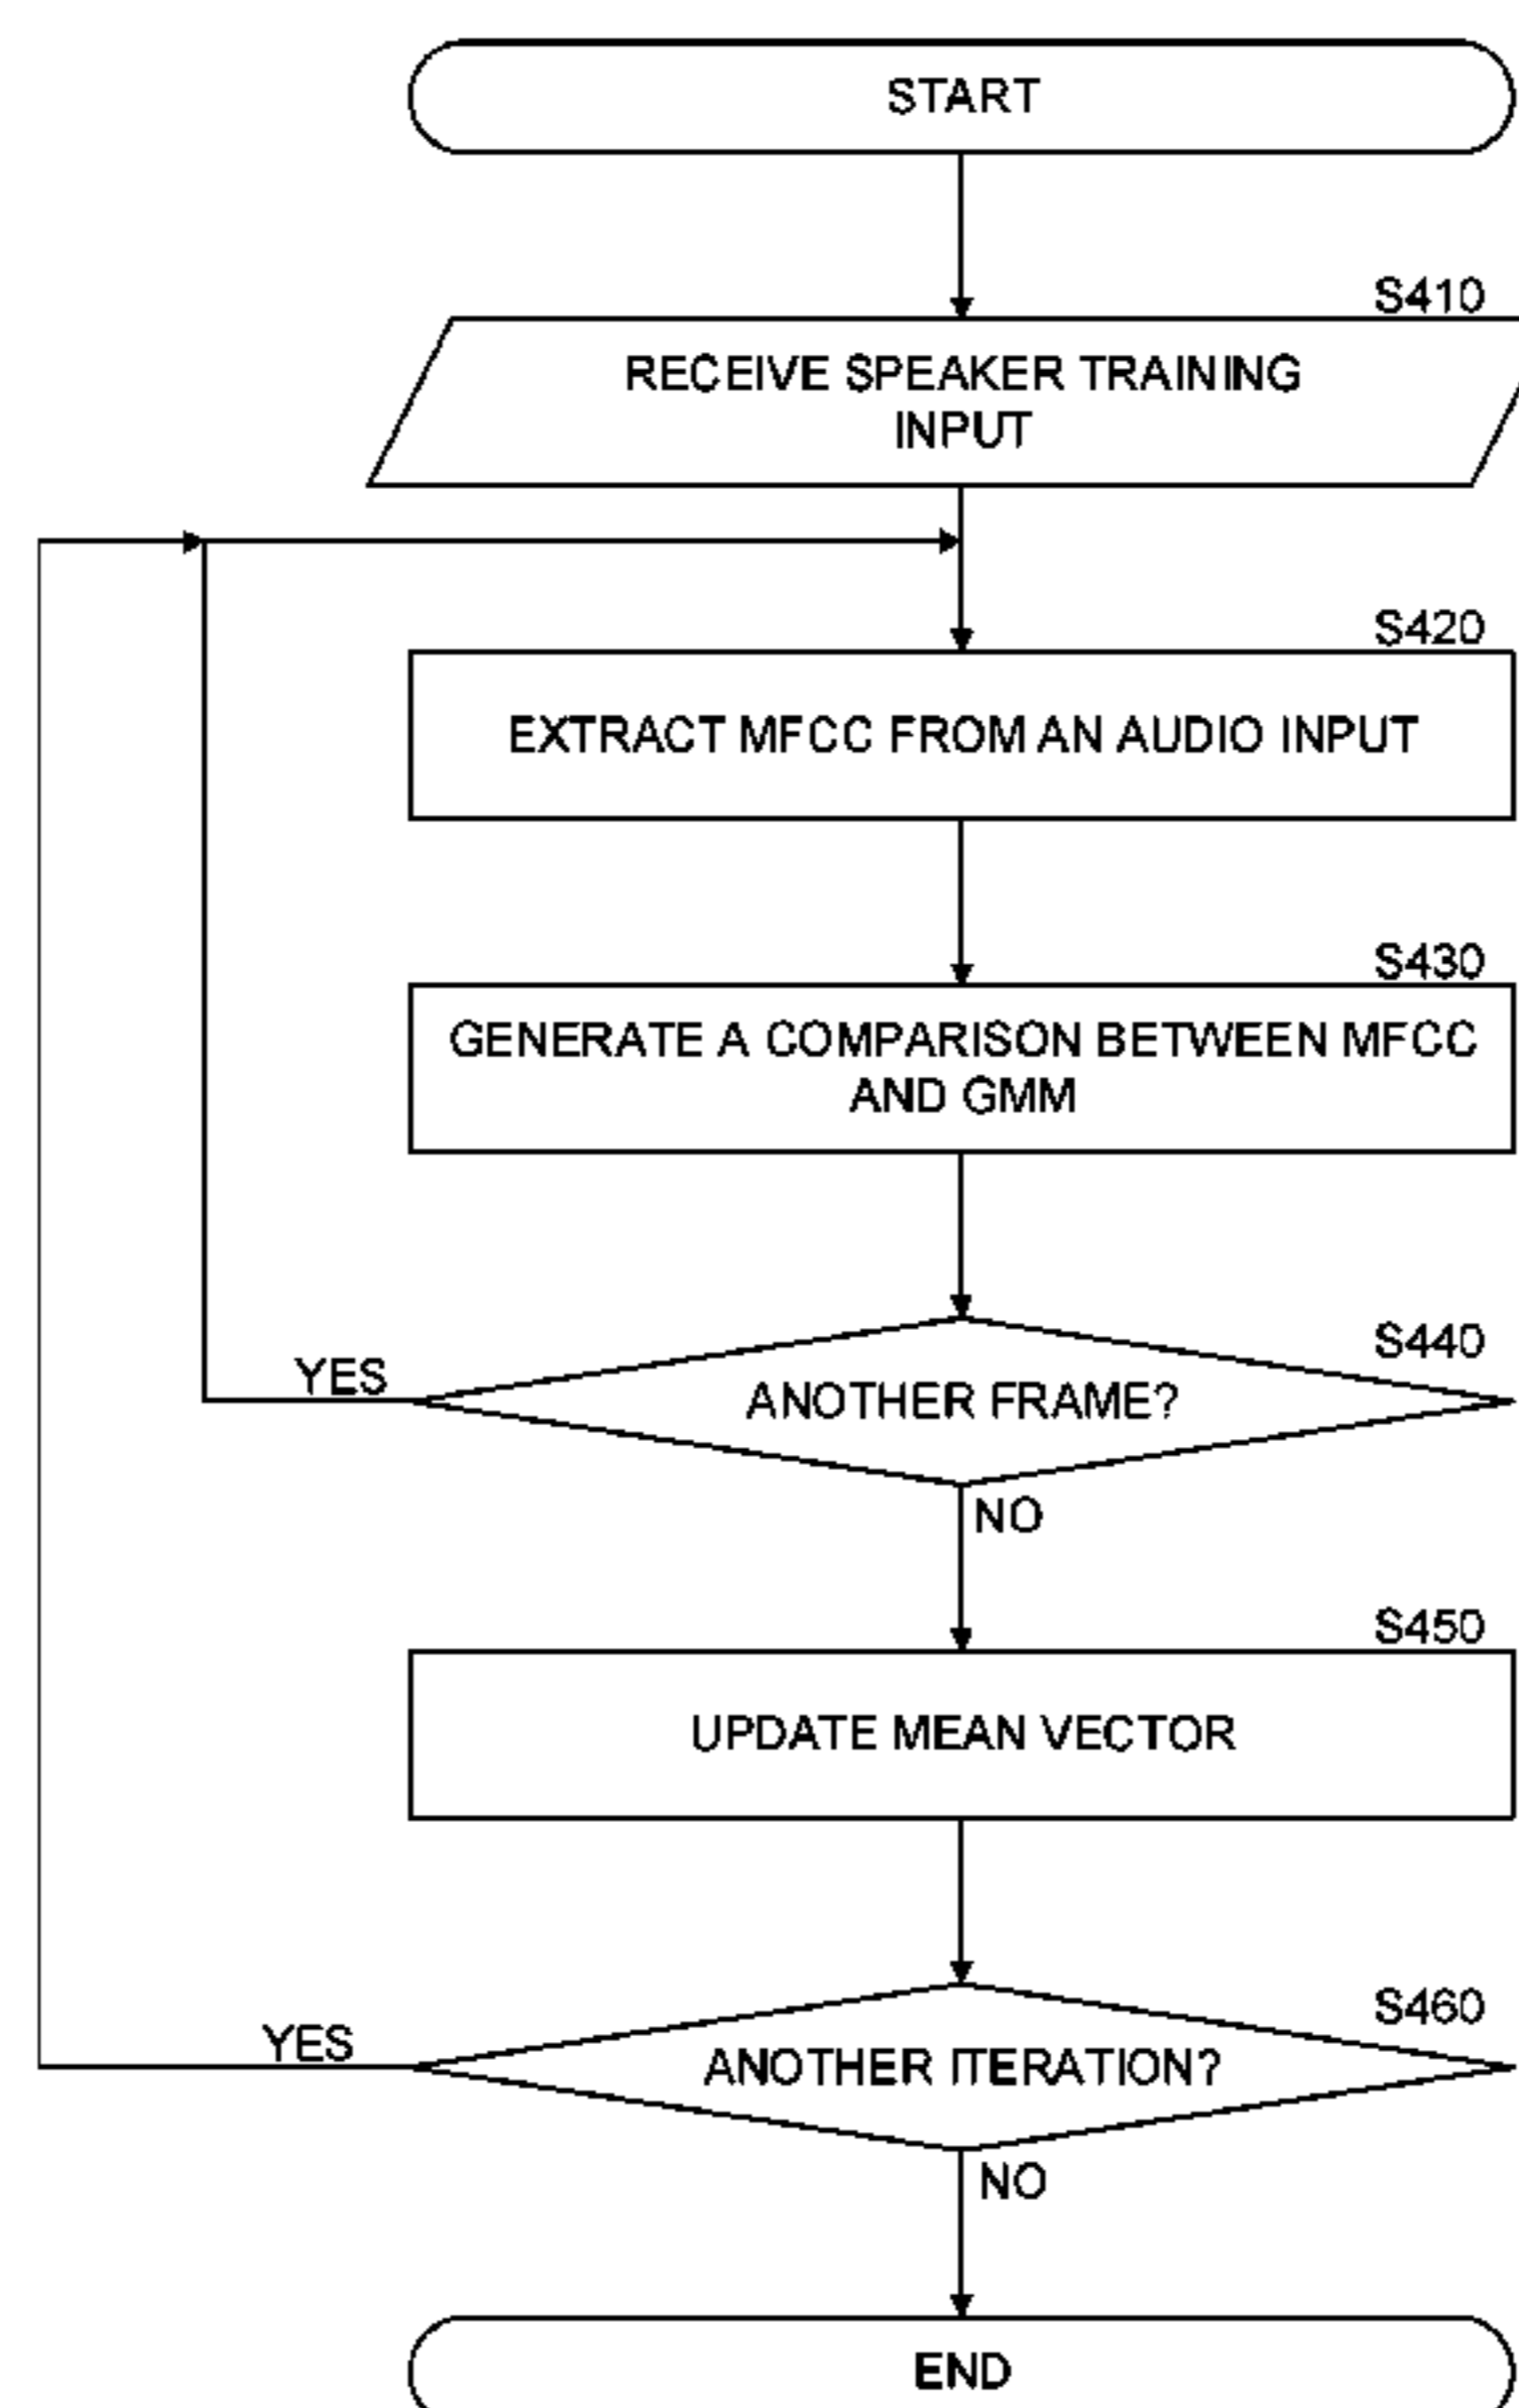 START
S410
RECEIVE SPEAKER TRAINING
INPUT
S420
EXTRACT MFCC FROM AN AUDIO INPUT
S430
GENERATE A COMPARISON BETWEEN MFCC
AND GMM
S440
YES
ANOTHER FRAME?
NO
S450
UPDATE MEAN VECTOR
S460
YES
ANOTHER ITERATION?
NO
END